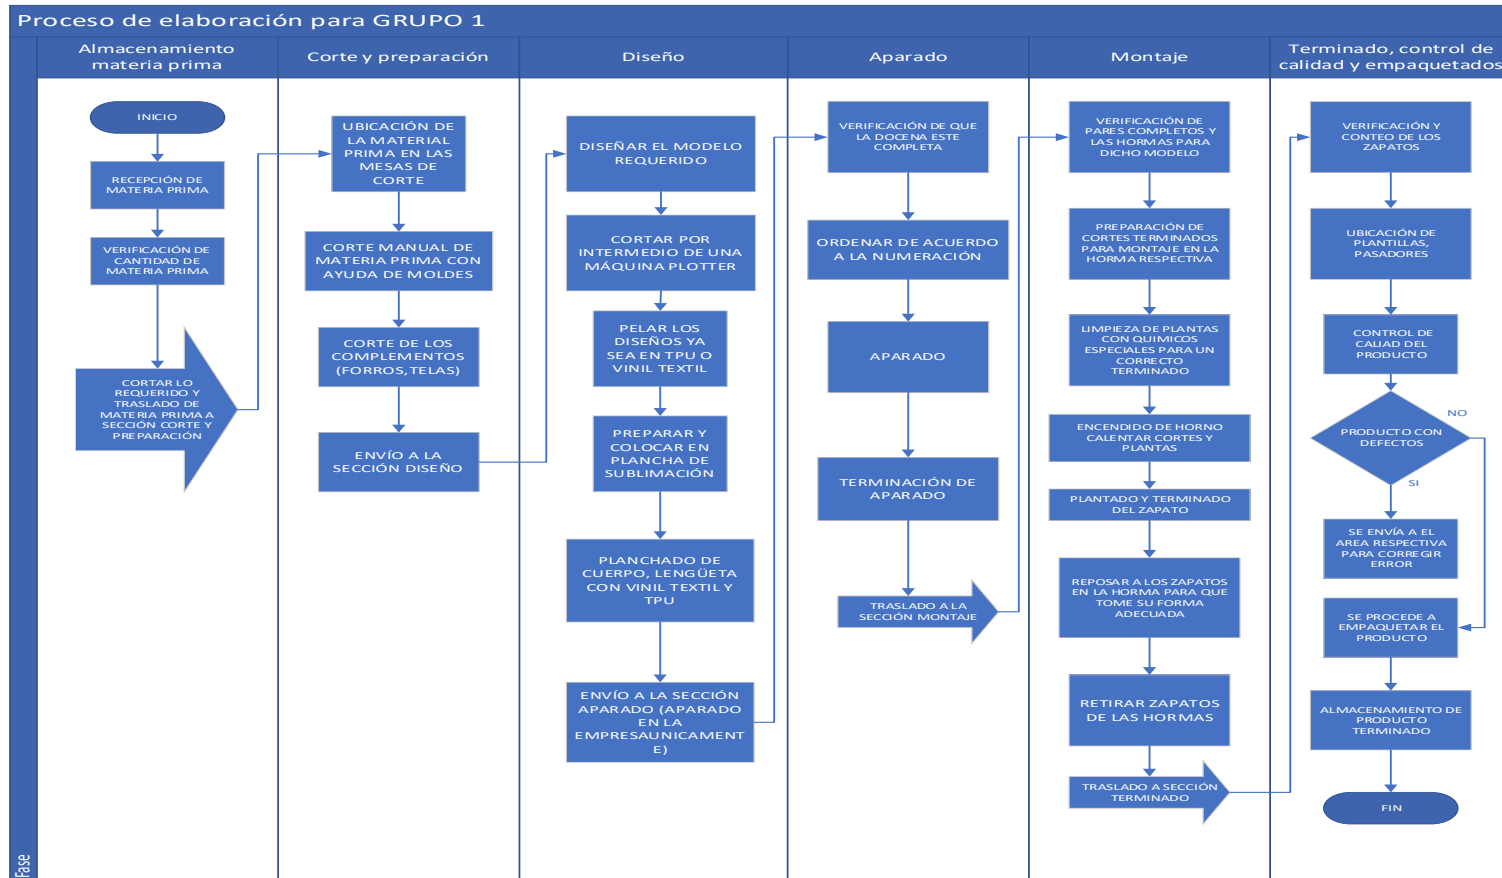 Proceso de elaboración para GRUPO 1
Almacenamiento
materia prima
Corte y preparación
Diseño
Aparado
Montaje
Terminado, control de
calidad y empaquetados
INICIO
RECEPCIÓN DE
MATERIA PRIMA
VERIFICACIÓN DE
CANTIDAD DE
MATERIA PRIMA
CORTAR LO
REQUERIDO Y
TRASLADO DE
MATERIA PRIMA A
SECCIÓN CORTE Y
PREPARACIÓN
UBICACIÓN DE
LA MATERIAL
PRIMA EN LAS
MESAS DE
CORTE
CORTE MANUAL DE
MATERIA PRIMA CON
AYUDA DE MOLDES
CORTE DE LOS
COMPLEMENTOS
(FORROS,TELAS)
ENVÍO A LA
SECCIÓN DISEÑO
DISEÑAR EL MODELO
REQUERIDO
CORTAR POR
INTERMEDIO DE UNA
MÁQUINA PLOTTER
PELAR LOS
DISEÑOS YA
SEA EN TPU O
VINIL TEXTIL
PREPARAR Y
COLOCAR EN
PLANCHA DE
SUBLIMACIÓN
PLANCHADO DE
CUERPO, LENGÜETA
CON VINIL TEXTIL Y
TPU
ENVÍO A LA SECCIÓN
APARADO (APARADO
EN LA
EMPRESAUNICAMENT
E)
VERIFICACIÓN DE QUE
LA DOCENA ESTE
COMPLETA
ORDENAR DE ACUERDO
A LA NUMERACIÓN
APARADO
TERMINACIÓN DE
APARADO
TRASLADO A LA
SECCIÓN MONTAJE
VERIFICACIÓN DE
PARES COMPLETOS Y
LAS HORMAS PARA
DICHO MODELO
PREPARACIÓN DE
CORTES TERMINADOS
PARA MONTAJE EN LA
HORMA RESPECTIVA
LIMPIEZA DE PLANTAS
CON QUIMICOS
ESPECIALES PARA UN
CORRECTO
TERMINADO
ENCENDIDO DE HORNO
CALENTAR CORTES Y
PLANTAS
PLANTADO Y TERMINADO
DEL ZAPATO
REPOSAR A LOS ZAPATOS
EN LA HORMA PARA QUE
TOME SU FORMA
ADECUADA
RETIRAR ZAPATOS
DE LAS HORMAS
TRASLADO A SECCIÓN
TERMINADO
VERIFICACIÓN Y
CONTEO DE LOS
ZAPATOS
UBICACIÓN DE
PLANTILLAS,
PASADORES
CONTROL DE
CALIAD DEL
PRODUCTO
PRODUCTO CON
DEFECTOS
NO
SI
SE ENVÍA A EL
AREA RESPECTIVA
PARA CORREGIR
ERROR
SE PROCEDE A
EMPAQUETAR EL
PRODUCTO
ALMACENAMIENTO DE
PRODUCTO
TERMINADO
FIN
Fase